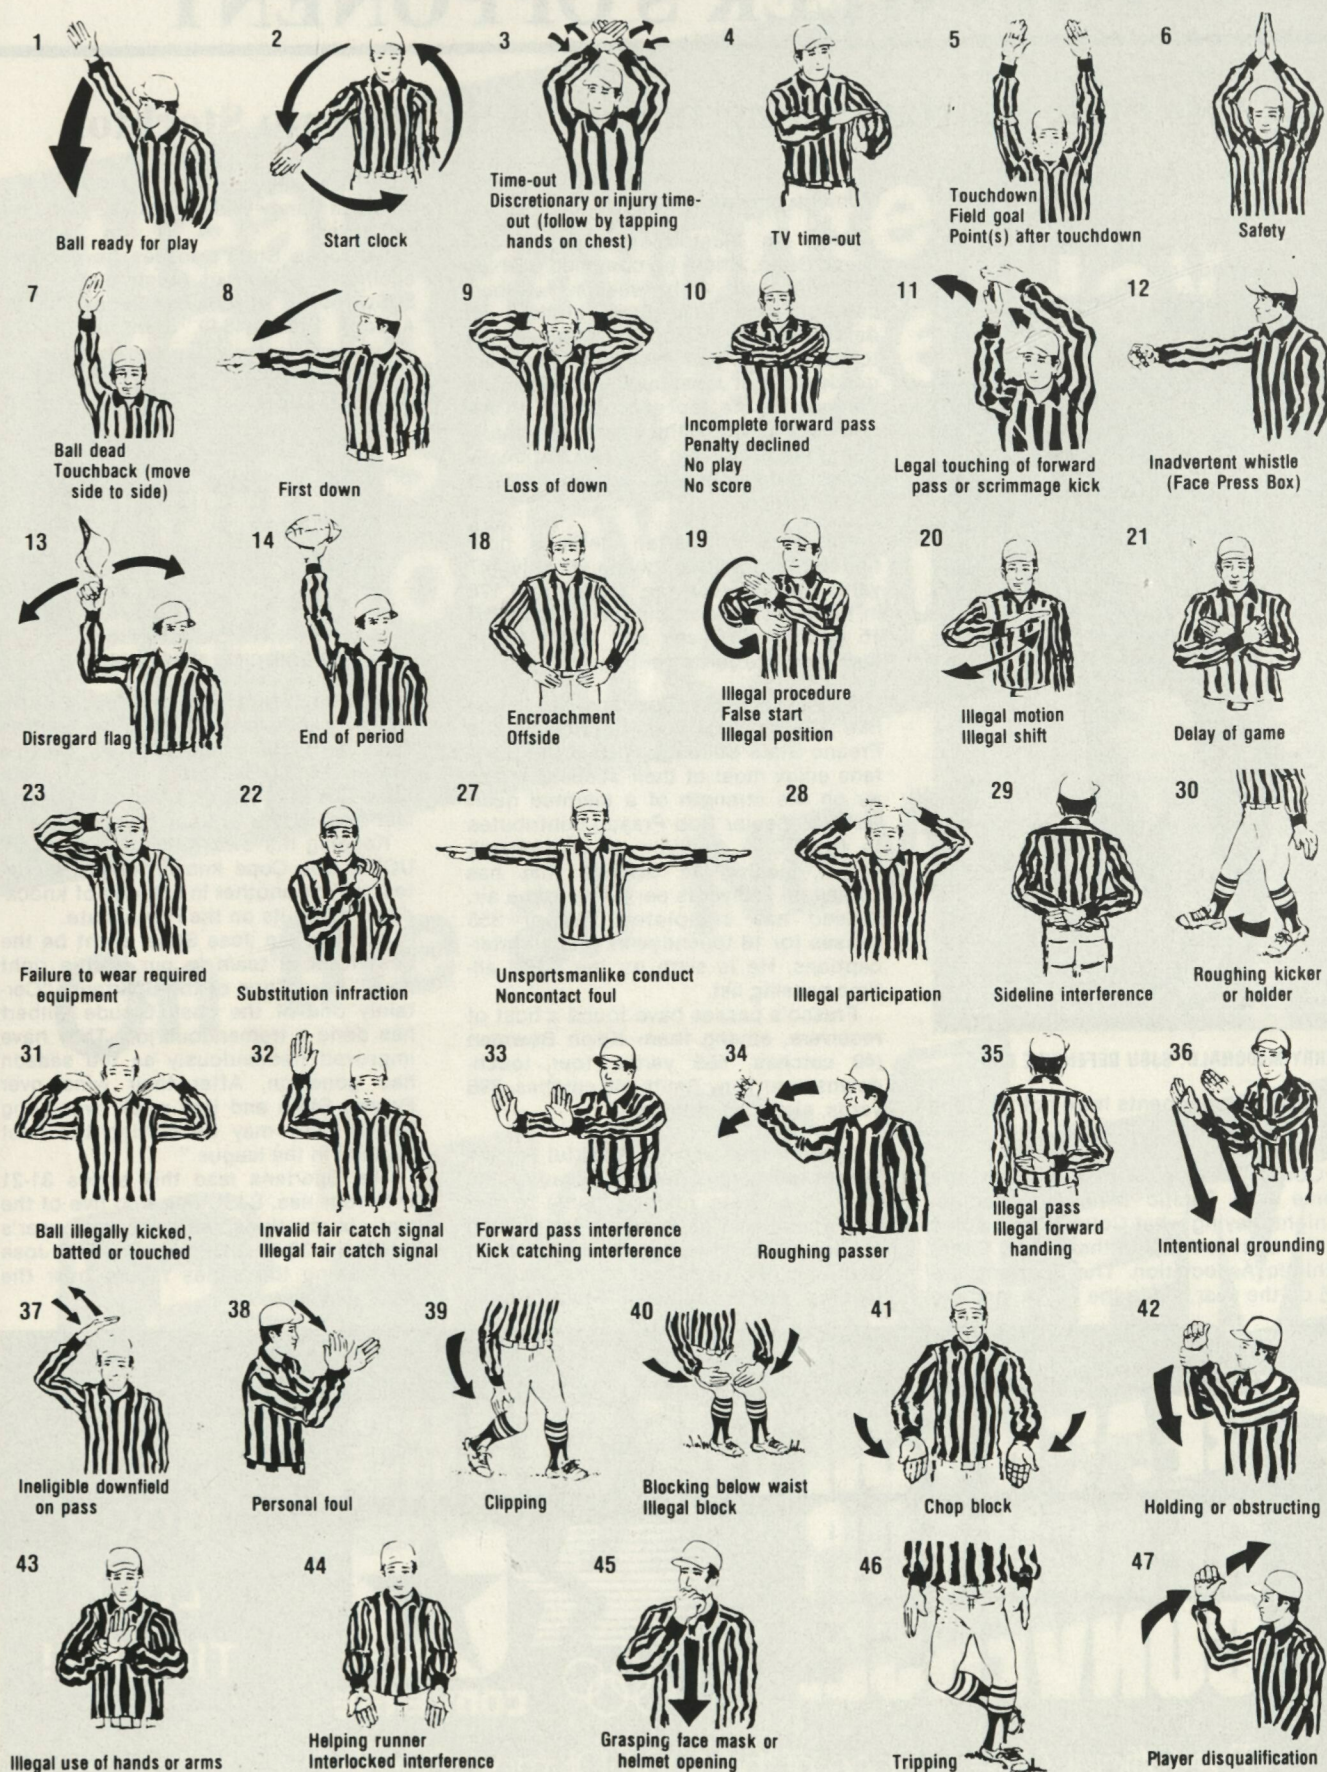 1
Ball ready for play
2
Start clock
3
Time-out
Discretionary or injury time-
out (follow by tapping
hands on chest)
4
TV time-out
5
Touchdown
Field goal
Point(s) after touchdown
6
Safety
7
Ball dead
Touchback (move
side to side)
8
First down
9
Loss of down
10
Incomplete forward pass
Penalty declined
No play
No score
11
Legal touching of forward
pass or scrimmage kick
12
Inadvertent whistle
(Face Press Box)
13
Disregard flag
14
End of period
18
Encroachment
Offside
19
Illegal procedure
False start
Illegal position
20
Illegal motion
Illegal shift
21
Delay of game
23
Failure to wear required
equipment
22
Substitution infraction
27
Unsportsmanlike conduct
Noncontact foul
28
Illegal participation
29
Sideline interference
30
Roughing kicker
or holder
31
Ball illegally kicked,
batted or touched
32
Invalid fair catch signal
Illegal fair catch signal
33
Forward pass interference
Kick catching interference
34
Roughing passer
35
Illegal pass
Illegal forward
handing
36
Intentional grounding
37
Ineligible downfield
on pass
38
Personal foul
39
Clipping
40
Blocking below waist
Illegal block
41
Chop block
42
Holding or obstructing
43
Illegal use of hands or arms
44
Helping runner
Interlocked interference
45
Grasping face mask or
helmet opening
46
Tripping
47
Player disqualification